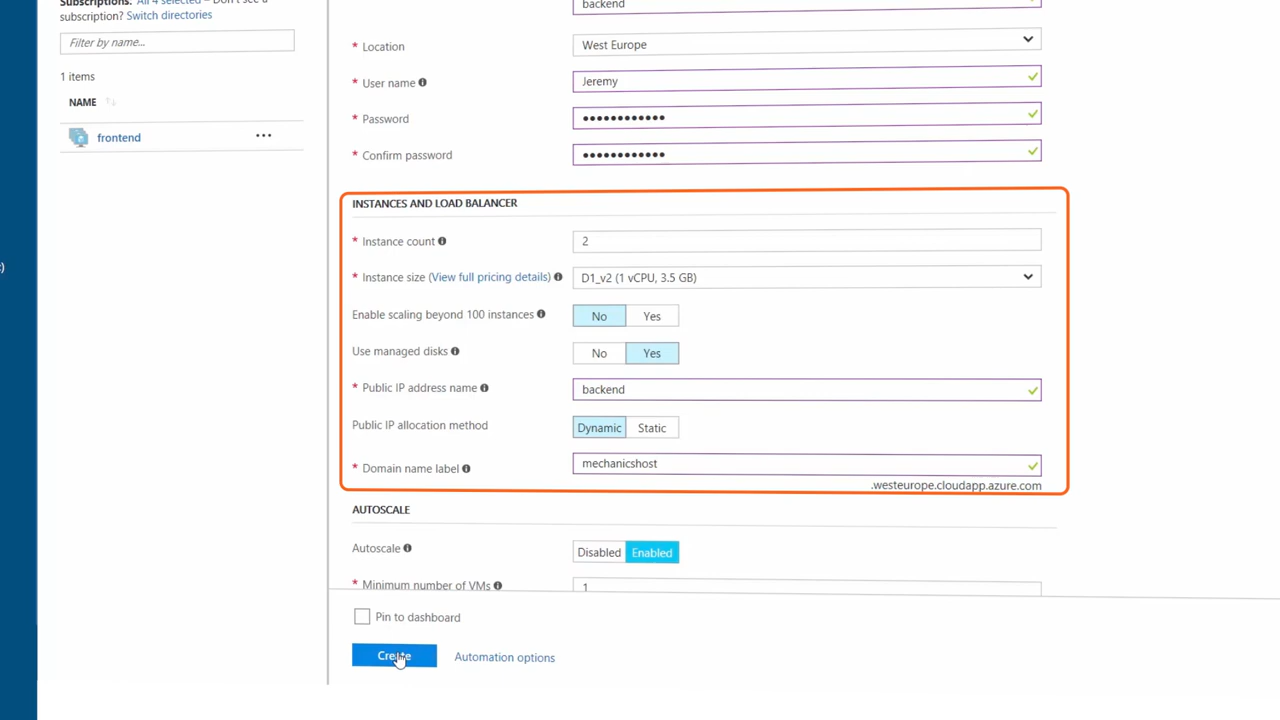 Subscriptions: All 4 selected – Don't see a
subscription? Switch directories
Filter by name...
1 items
NAME
frontend
backend
* Location West Europe
* User name Jeremy
* Password ••••••••••••
* Confirm password ••••••••••••
INSTANCES AND LOAD BALANCER
* Instance count 2
* Instance size (View full pricing details) D1_v2 (1 vCPU, 3.5 GB)
Enable scaling beyond 100 instances No Yes
Use managed disks No Yes
* Public IP address name backend
Public IP allocation method Dynamic Static
* Domain name label mechanicshost
.westeurope.cloudapp.azure.com
AUTOSCALE
Autoscale Disabled Enabled
* Minimum number of VMs 1
Pin to dashboard
Create Automation options